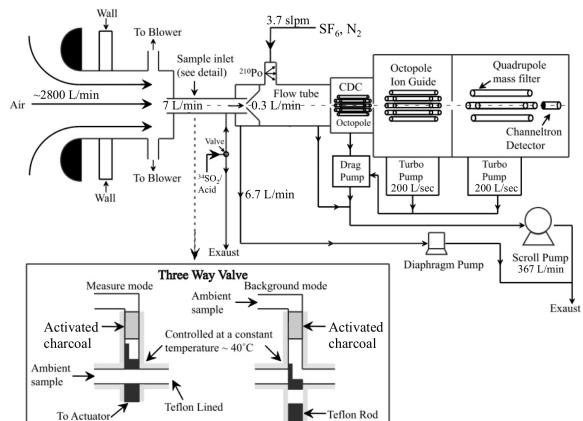 Wall
To Blower
Sample inlet
(see detail)
3.7 slpm
SF6, N2
210Po
Flow tube
CDC
Octopole
Octopole
Ion Guide
Quadrupole
mass filter
Channeltron
Detector
Air
~2800 L/min
7 L/min
0.3 L/min
Valve
34SO2/
Acid
Drag
Pump
Turbo
Pump
200 L/sec
Turbo
Pump
200 L/sec
Wall
To Blower
6.7 L/min
Exaust
Diaphragm Pump
Scroll Pump
367 L/min
Exaust
Three Way Valve
Measure mode
Background mode
Ambient
sample
Activated
charcoal
Controlled at a constant
temperature ~ 40˚C
Activated
charcoal
Ambient
sample
Teflon Lined
To Actuator
Teflon Rod